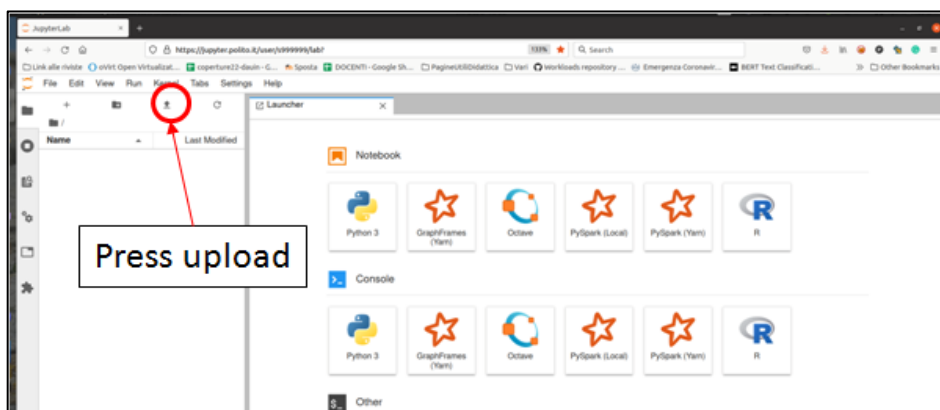 JupyterLab
https://jupyter.polito.it/user/s999999/lab? 133% Search
Link alle riviste oVirt Open Virtualizat... coperture22-dauin-G... Sposta DOCENTI - Google Sh... PagineUtiliDidattica Vari Workloads repository ... Emergenza Coronavir... BERT Text Classificati... Other Bookmarks
File Edit View Run Kernel Tabs Settings Help
Launcher
/
Name Last Modified
Notebook
Python 3 GraphFrames (Yarn) Octave PySpark (Local) PySpark (Yarn) R
Press upload
Console
Python 3 GraphFrames (Yarn) Octave PySpark (Local) PySpark (Yarn) R
$_ Other